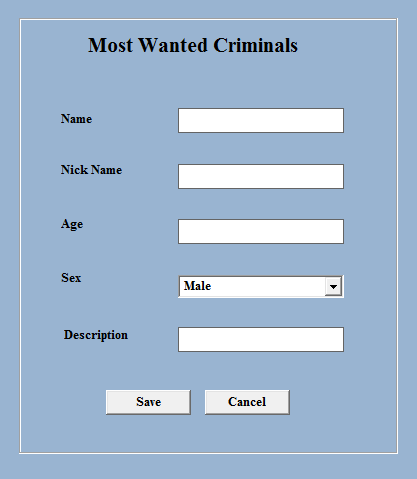 Most Wanted Criminals
Name
Nick Name
Age
Sex
Male
Description
Save
Cancel